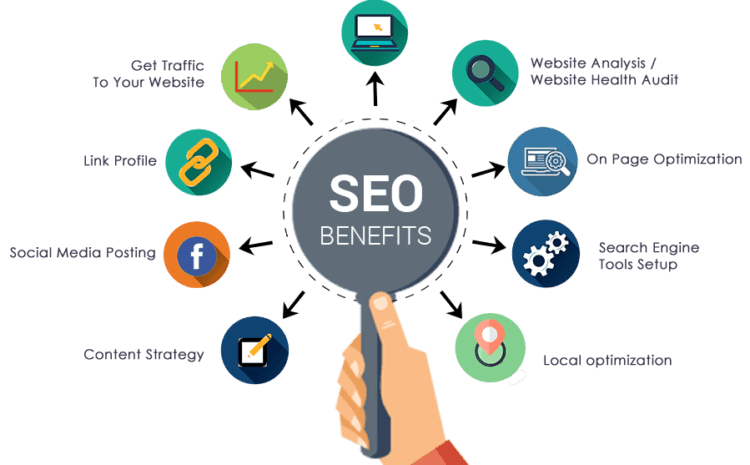 Get Traffic
To Your Website
Website Analysis /
Website Health Audit
Link Profile
On Page Optimization
SEO
BENEFITS
Social Media Posting
f
Search Engine
Tools Setup
Content Strategy
Local optimization